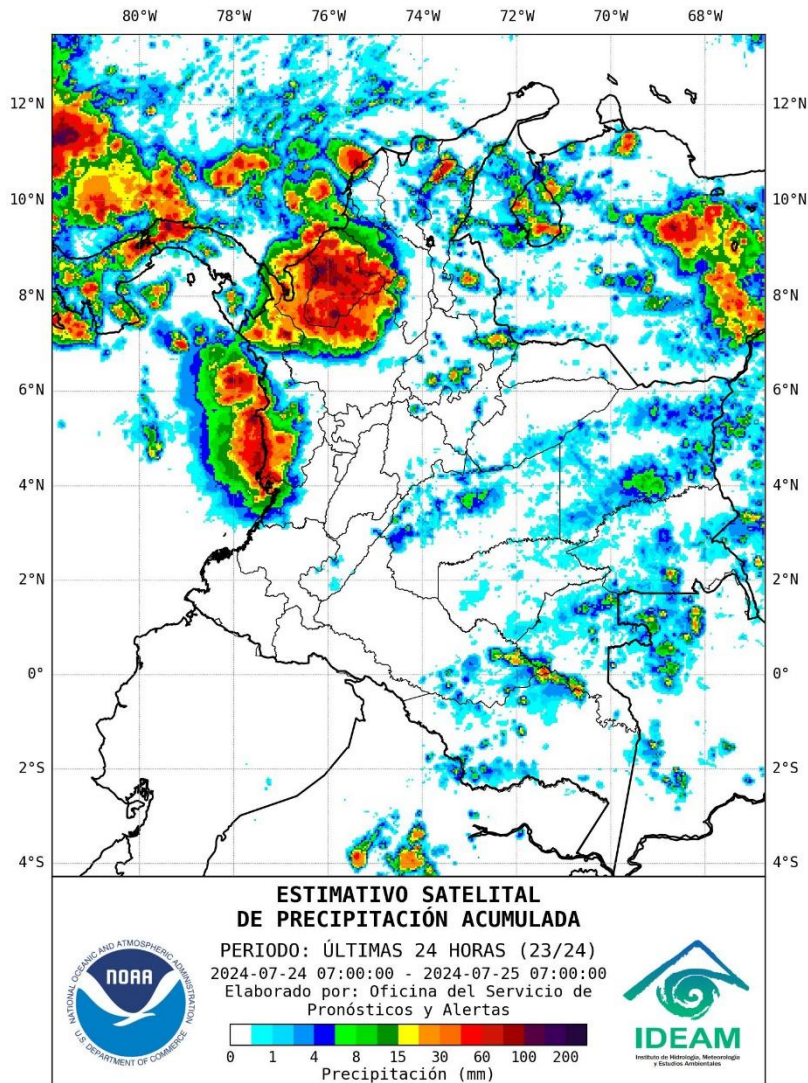 80°W 78°W 76°W 74°W 72°W 70°W 68°W
12°N 12°N
10°N 10°N
8°N 8°N
6°N 6°N
4°N 4°N
2°N 2°N
0° 0°
2°S 2°S
4°S 4°S
ESTIMATIVO SATELITAL
DE PRECIPITACIÓN ACUMULADA
PERIODO: ÚLTIMAS 24 HORAS (23/24)
2024-07-24 07:00:00 - 2024-07-25 07:00:00
Elaborado por: Oficina del Servicio de
Pronósticos y Alertas
0 1 4 8 15 30 60 100 200
Precipitación (mm)
NATIONAL OCEANIC AND ATMOSPHERIC ADMINISTRATION
NOAA
U.S. DEPARTMENT OF COMMERCE
IDEAM
Instituto de Hidrología, Meteorología
y Estudios Ambientales